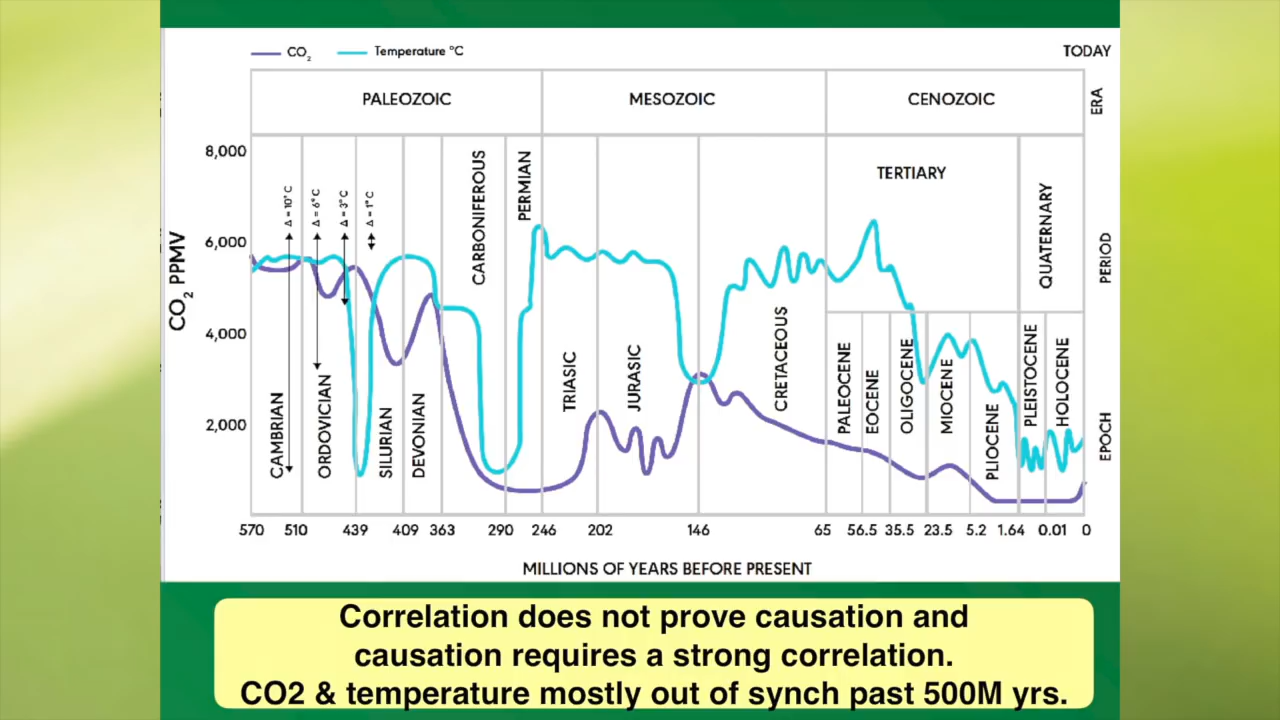 CO2 Temperature °C TODAY
PALEOZOIC MESOZOIC CENOZOIC ERA
8,000
6,000
4,000
2,000
CO2 PPMV
Δ = 10° C
Δ = 6° C
Δ = 3° C
Δ = 1° C
CAMBRIAN
ORDOVICIAN
SILURIAN
DEVONIAN
CARBONIFEROUS
PERMIAN
TRIASIC
JURASIC
CRETACEOUS
TERTIARY
QUATERNARY
PERIOD
PALEOCENE
EOCENE
OLIGOCENE
MIOCENE
PLIOCENE
PLEISTOCENE
HOLOCENE
EPOCH
570 510 439 409 363 290 246 202 146 65 56.5 35.5 23.5 5.2 1.64 0.01 0
MILLIONS OF YEARS BEFORE PRESENT
Correlation does not prove causation and
causation requires a strong correlation.
CO2 & temperature mostly out of synch past 500M yrs.